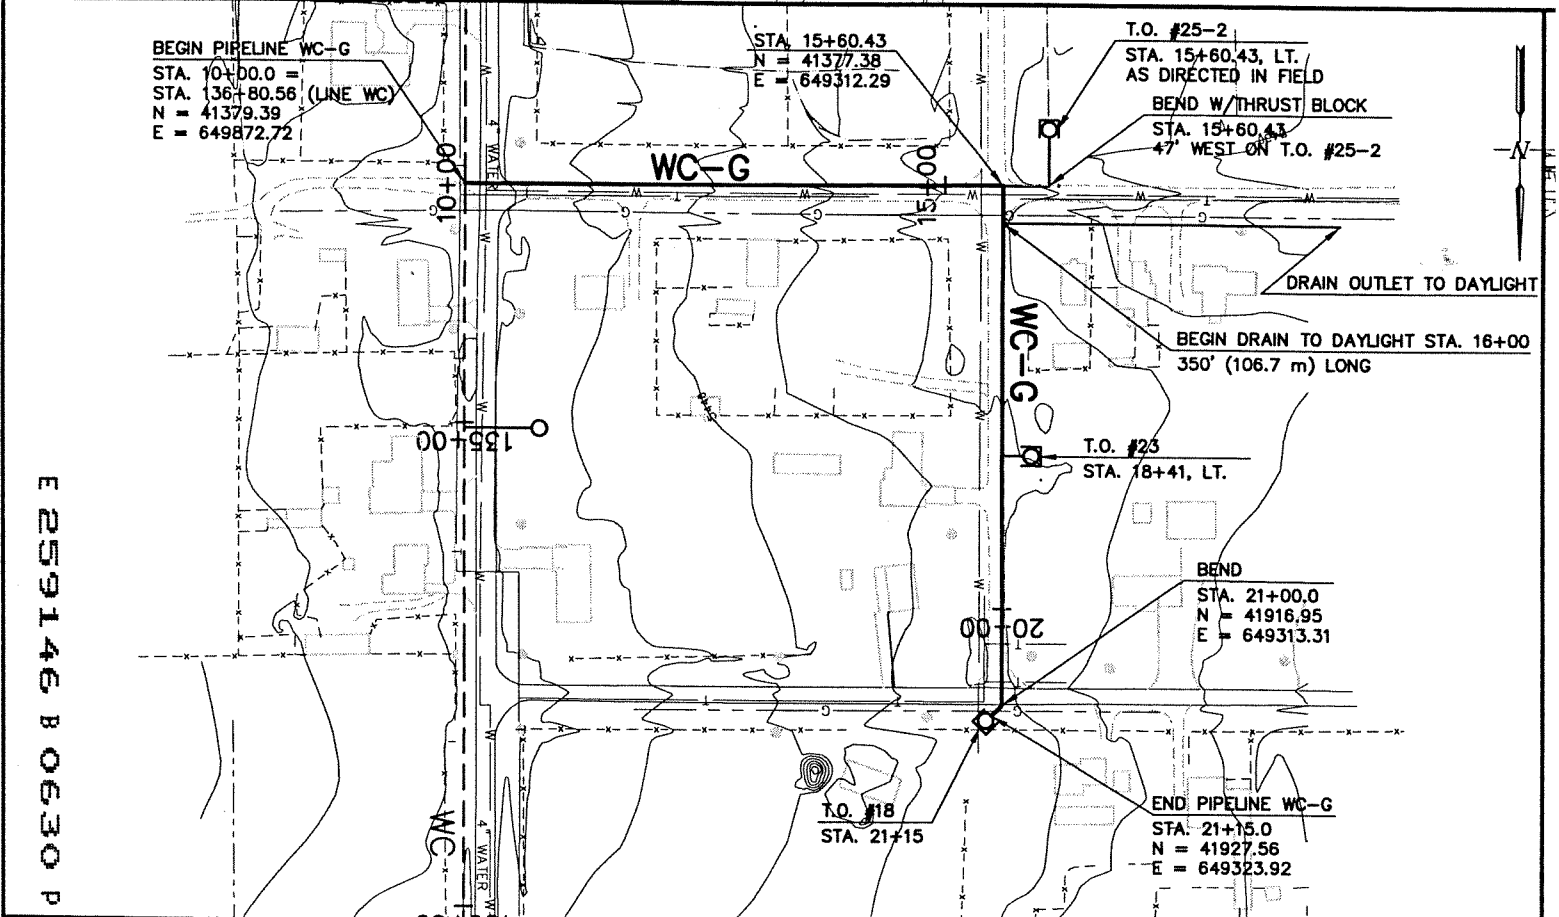 BEGIN PIPELINE WC-G
STA. 10+00.0 =
STA. 136+80.56 (LINE WC)
N = 41379.39
E = 649872.72
STA. 15+60.43
N = 41377.38
E = 649312.29
T.O. #25-2
STA. 15+60.43, LT.
AS DIRECTED IN FIELD
BEND W/THRUST BLOCK
STA. 15+60.43
47' WEST ON T.O. #25-2
N
4" WATER
10+00
WC-G
15+00
W
T
W
T
W
G
G
G
G
DRAIN OUTLET TO DAYLIGHT
BEGIN DRAIN TO DAYLIGHT STA. 16+00
350' (106.7 m) LONG
WC-G
135+00
T.O. #23
STA. 18+41, LT.
BEND
STA. 21+00.0
N = 41916.95
E = 649313.31
20+00
T
T
G
G
T.O. #18
STA. 21+15
END PIPELINE WC-G
STA. 21+15.0
N = 41927.56
E = 649323.92
WC
4" WATER
W